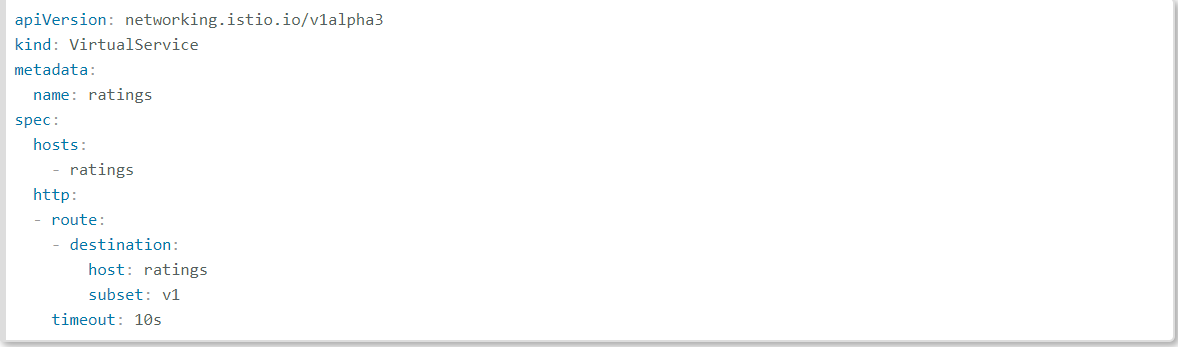 apiVersion: networking.istio.io/v1alpha3
kind: VirtualService
metadata:
  name: ratings
spec:
  hosts:
    - ratings
  http:
  - route:
    - destination:
        host: ratings
        subset: v1
    timeout: 10s